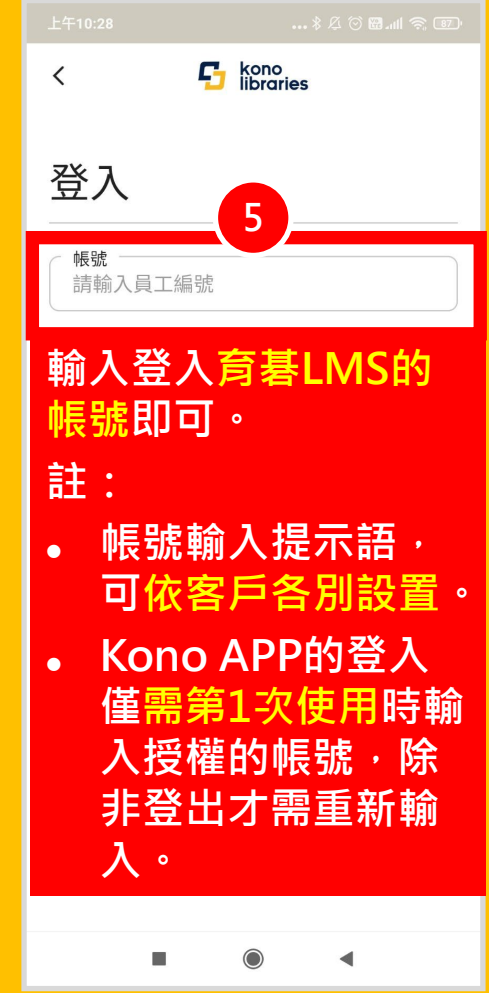 上午10:28
87
kono
libraries
登入
5
帳號
請輸入員工編號
輸入登入育碁LMS的
帳號即可。
註：
• 帳號輸入提示語，
可依客戶各別設置。
• Kono APP的登入
僅需第1次使用時輸
入授權的帳號，除
非登出才需重新輸
入。